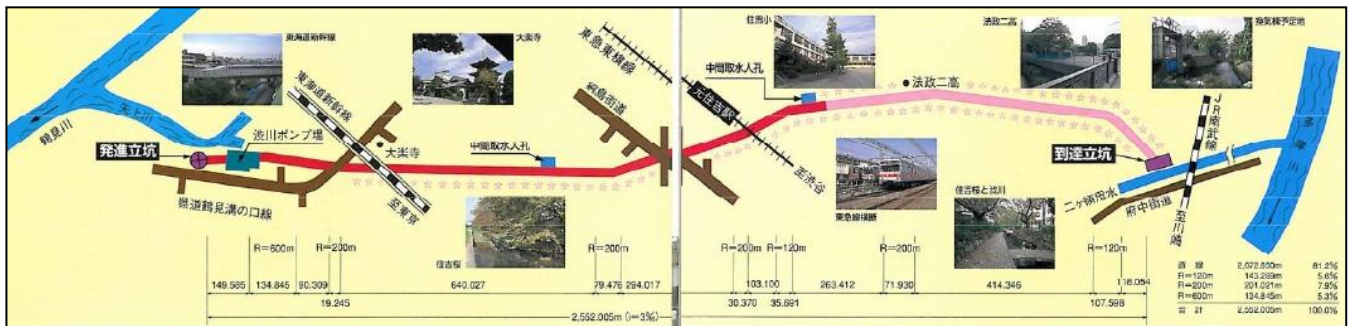 東海道新幹線
大楽寺
東急東横線
住吉小
法政二高
換気棟予定地
中間取水人孔
法政二高
東海道新幹線
綱島街道
元住吉駅
JR南武線
多摩川
矢上川
鶴見川
渋川ポンプ場
発進立坑
大楽寺
中間取水人孔
到達立坑
至渋谷
東急線横断
住吉桜と渋川
二ヶ領用水
府中街道
至川崎
県道鶴見溝の口線
至東京
住吉桜
R=600m
R=200m
R=200m
R=200m
R=120m
R=200m
R=120m
149.585
134.845
90.309
640.027
79.476
294.017
103.100
263.412
71.930
414.346
118.054
19.245
30.370
35.691
107.598
2,552.005m (i=3‰)
直線 2,072.850m 81.2%
R=120m 143.289m 5.6%
R=200m 201.021m 7.9%
R=600m 134.845m 5.3%
合計 2,552.005m 100.0%